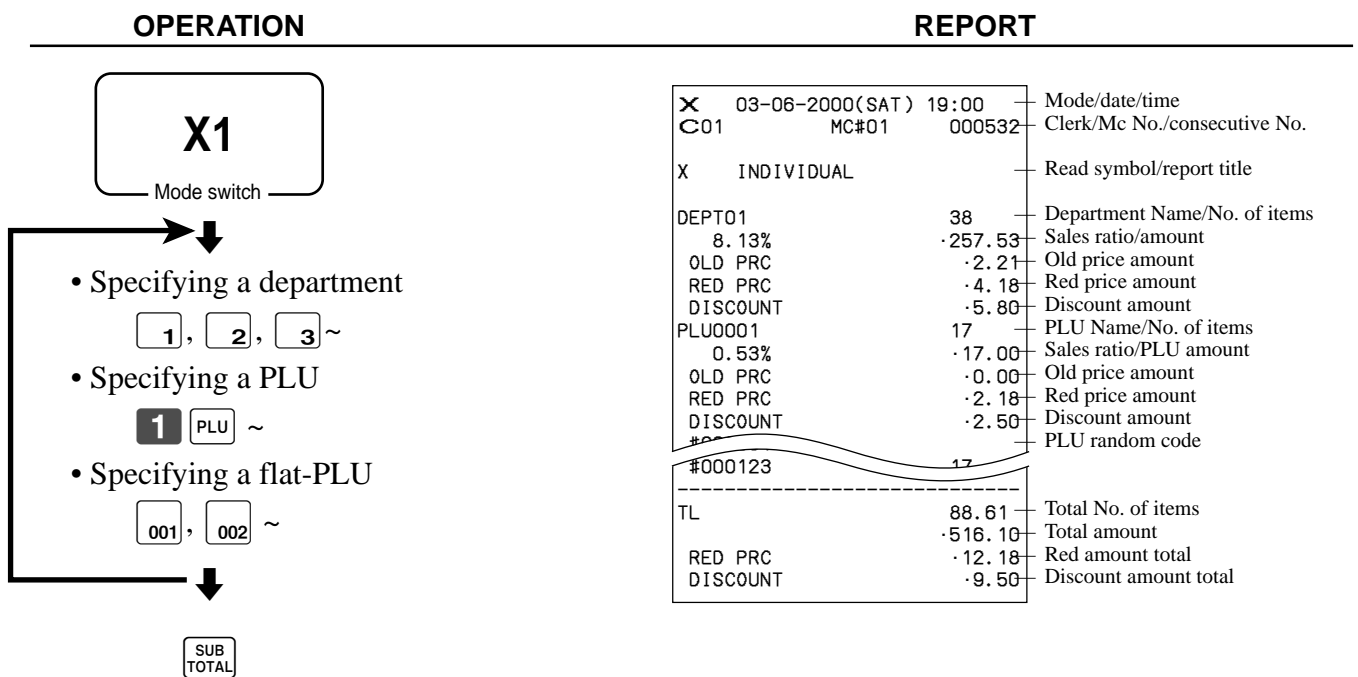 OPERATION
REPORT
X1
Mode switch
• Specifying a department
1, 2, 3 ~
• Specifying a PLU
1 PLU ~
• Specifying a flat-PLU
001, 002 ~
SUB
TOTAL
X 03-06-2000(SAT) 19:00 Mode/date/time
C01 MC#01 000532 Clerk/Mc No./consecutive No.
X INDIVIDUAL Read symbol/report title
DEPT01 38 Department Name/No. of items
8.13% ·257.53 Sales ratio/amount
OLD PRC ·2.21 Old price amount
RED PRC ·4.18 Red price amount
DISCOUNT ·5.80 Discount amount
PLU0001 17 PLU Name/No. of items
0.53% ·17.00 Sales ratio/PLU amount
OLD PRC ·0.00 Old price amount
RED PRC ·2.18 Red price amount
DISCOUNT ·2.50 Discount amount
PLU random code
#000123 17
TL 88.61 Total No. of items
·516.10 Total amount
RED PRC ·12.18 Red amount total
DISCOUNT ·9.50 Discount amount total